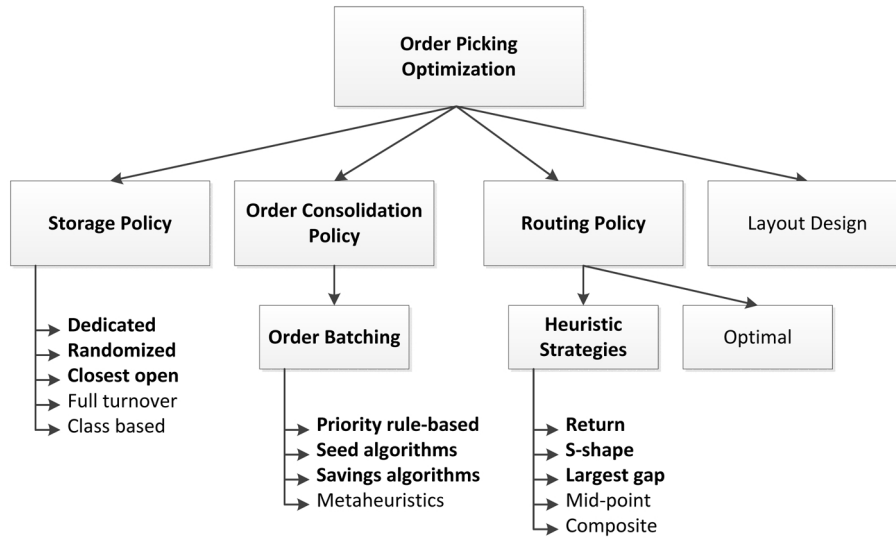 Order Picking
Optimization
Storage Policy
Order Consolidation
Policy
Routing Policy
Layout Design
Dedicated
Randomized
Closest open
Full turnover
Class based
Order Batching
Priority rule-based
Seed algorithms
Savings algorithms
Metaheuristics
Heuristic
Strategies
Optimal
Return
S-shape
Largest gap
Mid-point
Composite